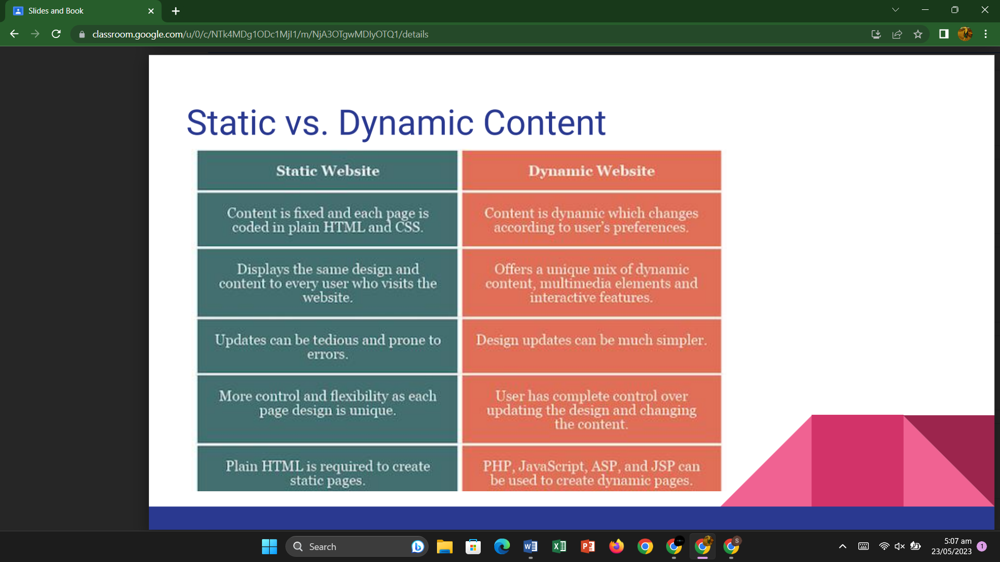 Slides and Book
classroom.google.com/u/0/c/NTk4MDg1ODc1MjI1/m/NjA3OTgwMDIyOTQ1/details
Static vs. Dynamic Content
Static Website
Dynamic Website
Content is fixed and each page is
coded in plain HTML and CSS.
Content is dynamic which changes
according to user's preferences.
Displays the same design and
content to every user who visits the
website.
Offers a unique mix of dynamic
content, multimedia elements and
interactive features.
Updates can be tedious and prone to
errors.
Design updates can be much simpler.
More control and flexibility as each
page design is unique.
User has complete control over
updating the design and changing
the content.
Plain HTML is required to create
static pages.
PHP, JavaScript, ASP, and JSP can
be used to create dynamic pages.
Search
S
5:07 am
23/05/2023
1